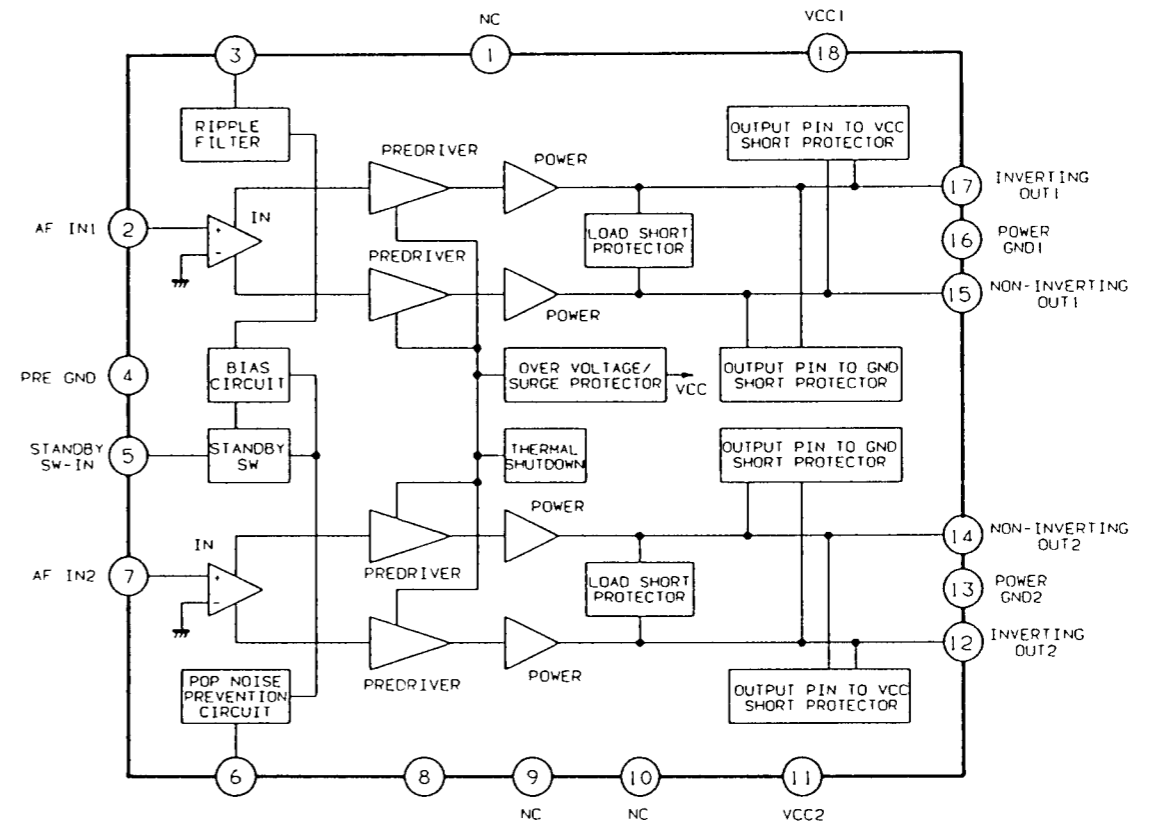 NC
VCC1
3
1
18
RIPPLE
FILTER
OUTPUT PIN TO VCC
SHORT PROTECTOR
PREDRIVER
POWER
17
INVERTING
OUT1
AF IN1
2
+
-
IN
LOAD SHORT
PROTECTOR
16
POWER
GND1
PREDRIVER
POWER
15
NON-INVERTING
OUT1
PRE GND
4
BIAS
CIRCUIT
OVER VOLTAGE/
SURGE PROTECTOR
VCC
OUTPUT PIN TO GND
SHORT PROTECTOR
STANDBY
SW-IN
5
STANDBY
SW
THERMAL
SHUTDOWN
OUTPUT PIN TO GND
SHORT PROTECTOR
POWER
14
NON-INVERTING
OUT2
IN
PREDRIVER
AF IN2
7
+
-
LOAD SHORT
PROTECTOR
13
POWER
GND2
12
INVERTING
OUT2
PREDRIVER
POWER
POP NOISE
PREVENTION
CIRCUIT
OUTPUT PIN TO VCC
SHORT PROTECTOR
6
8
9
10
11
NC
NC
VCC2